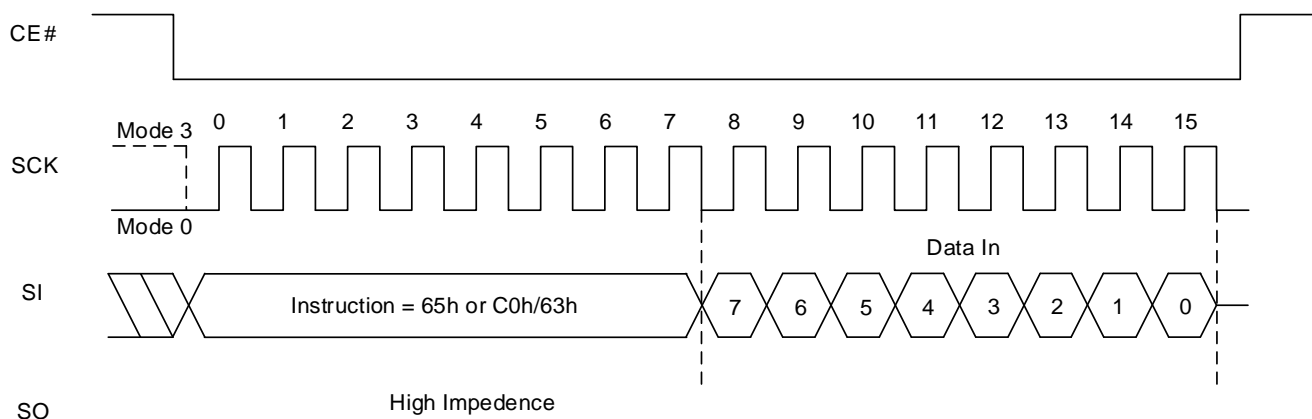 CE#
0 1 2 3 4 5 6 7 8 9 10 11 12 13 14 15
Mode 3
SCK
Mode 0
Data In
SI
Instruction = 65h or C0h/63h
7 6 5 4 3 2 1 0
High Impedence
SO